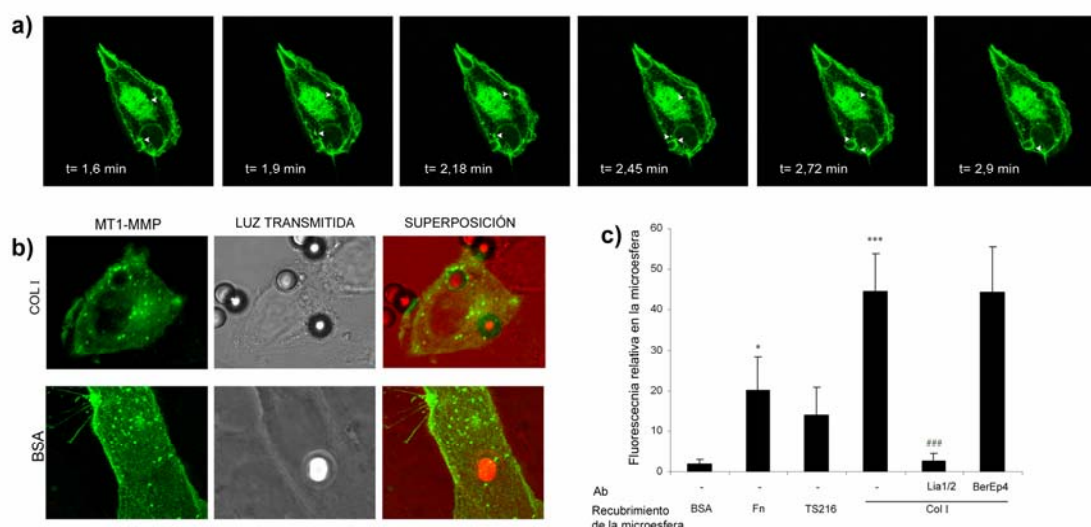 a)
t= 1,6 min
t= 1,9 min
t= 2,18 min
t= 2,45 min
t= 2,72 min
t= 2,9 min
b)
MT1-MMP
LUZ TRANSMITIDA
SUPERPOSICIÓN
COL I
BSA
c)
Fluorescecnia relativa en la microesfera
60
50
40
30
20
10
0
*
***
###
Ab
- - - - Lia1/2 BerEp4
Recubrimiento de la microesfera
BSA Fn TS216 Col I